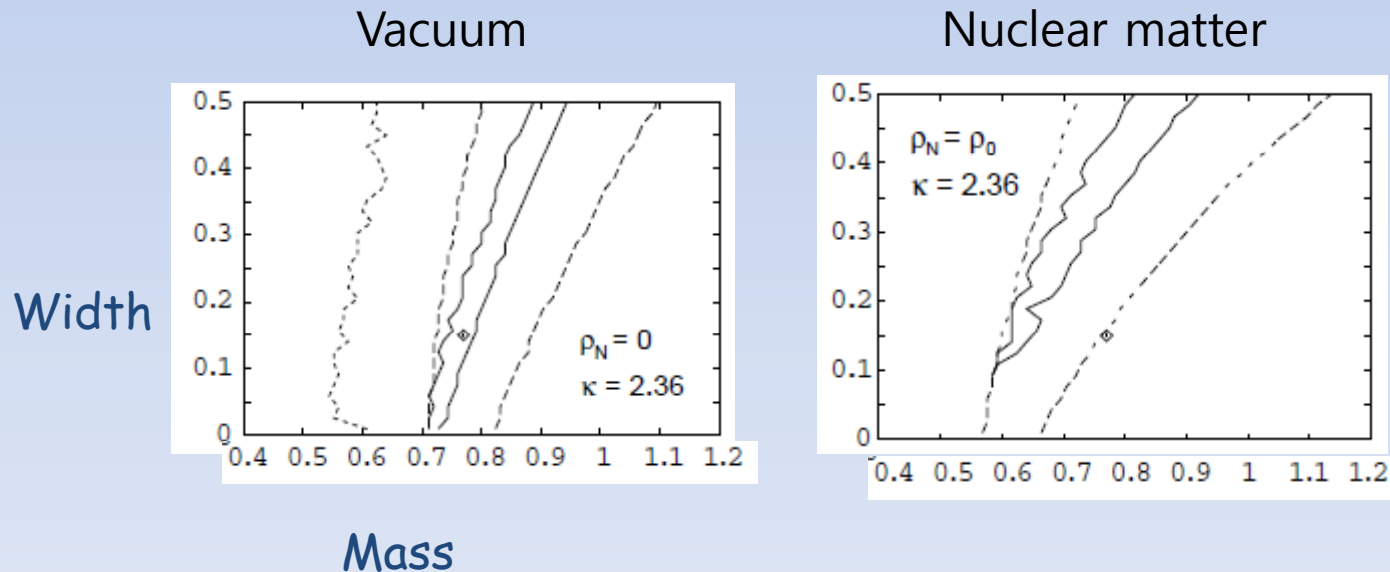 Vacuum
Nuclear matter
0.5
0.4
0.3
0.2
0.1
0
ρN = 0
κ = 2.36
0.4 0.5 0.6 0.7 0.8 0.9 1 1.1 1.2
0.5
0.4
0.3
0.2
0.1
0
ρN = ρ0
κ = 2.36
0.4 0.5 0.6 0.7 0.8 0.9 1 1.1 1.2
Width
Mass